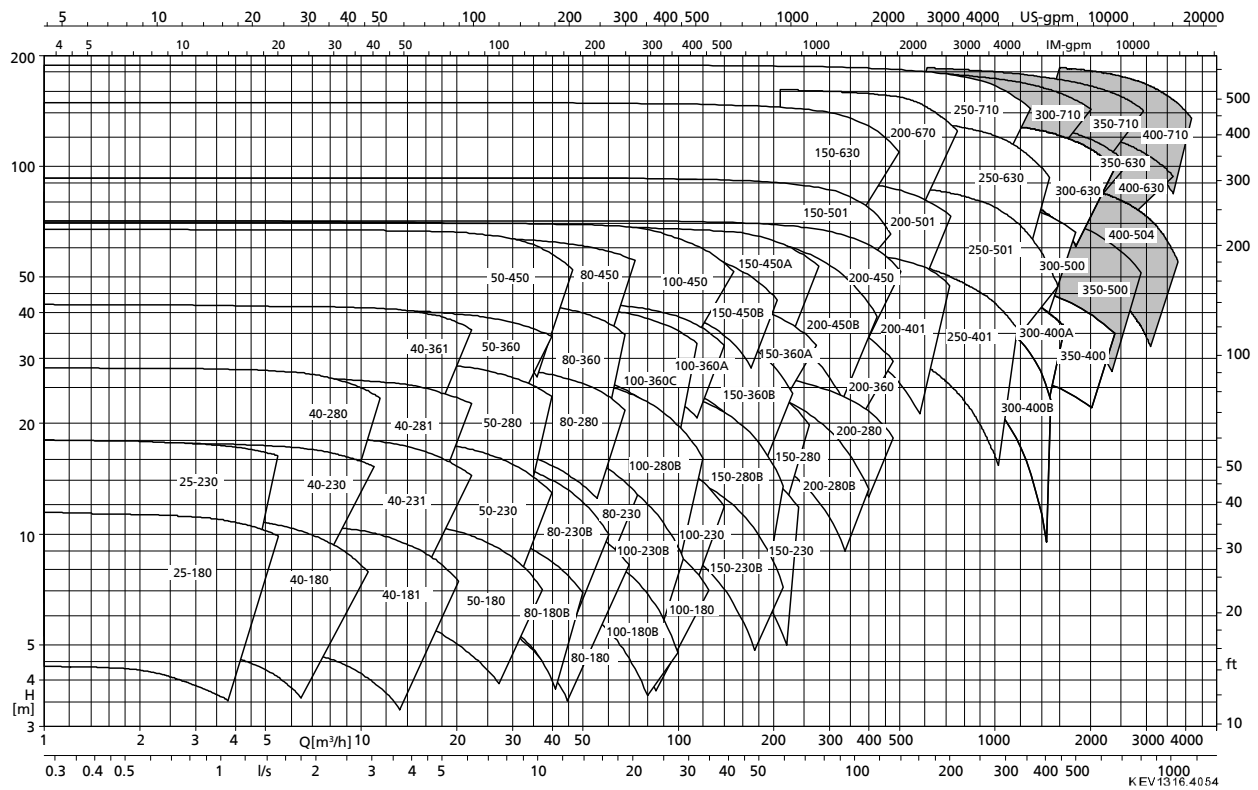 5 10 20 30 40 50 100 200 300 400 500 1000 2000 3000 4000 US-gpm 10000 20000
4 5 10 20 30 40 50 100 200 300 400 500 1000 2000 3000 4000 IM-gpm 10000
200
500
250-710 300-710 350-710 400-710
200-670
400
150-630
100
350-630
250-630 300-630 400-630
300
150-501 200-501
400-504
200
250-501
150-450A
300-500
50-450 80-450 100-450 200-450
50
350-500
40
150-450B
200-450B 200-401 250-401 300-400A
40-361 50-360
150-360A
100
30
80-360 100-360A 350-400
100-360C
200-360
150-360B
40-280 300-400B
20
40-281 50-280 80-280
200-280
100-280B 150-280
50
25-230 40-230
150-280B
200-280B
40-231
40
50-230 80-230
10
80-230B 100-230
30
100-230B 150-230
25-180 40-180 150-230B
40-181 50-180
20
80-180B 100-180
100-180B
5
80-180
ft
4
H
[m]
3
10
1 2 3 4 5 Q[m³/h] 10 20 30 40 50 100 200 300 400 500 1000 2000 3000 4000
0.3 0.4 0.5 1 l/s 2 3 4 5 10 20 30 40 50 100 200 300 400 500 1000
KEV1316.4054